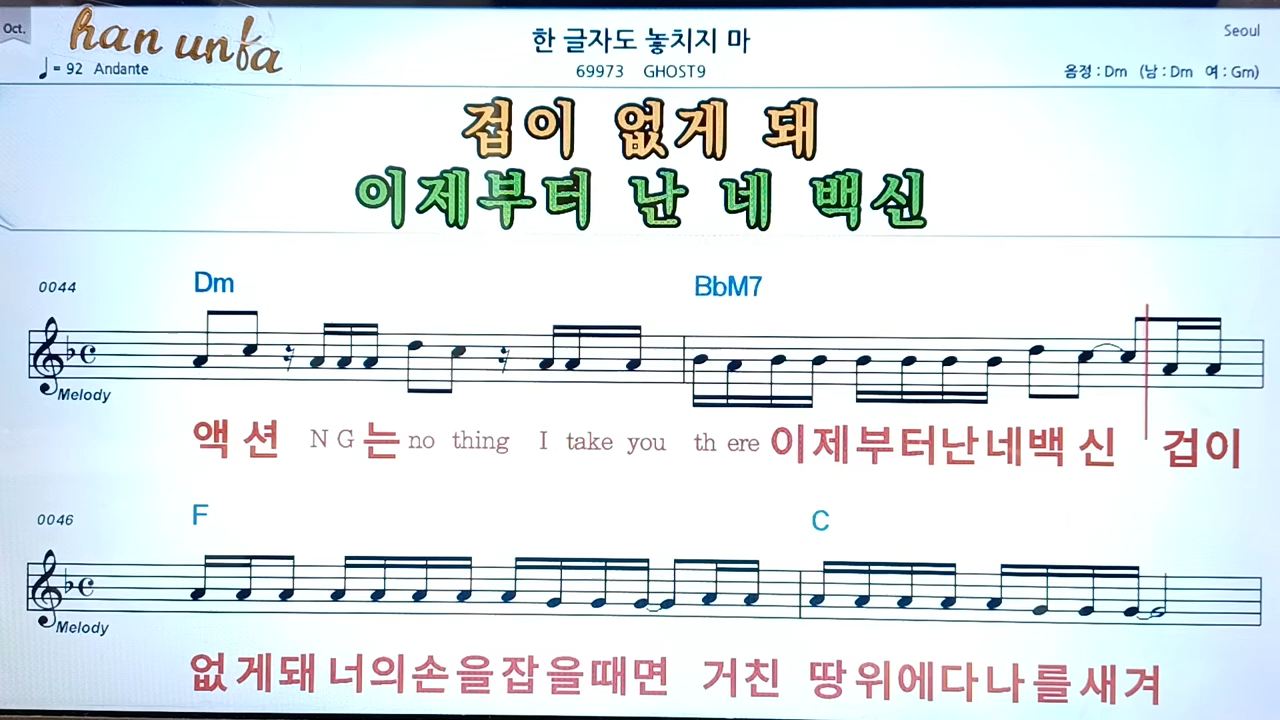 Oct.
han unfa
한 글자도 놓치지 마
Seoul
♩= 92 Andante
69973 GHOST9
음정 : Dm (남 : Dm 여 : Gm)
겁이 없게 돼
이제부터 난 네 백신
0044
Dm BbM7
Melody
액 션 N G 는 no thing I take you th ere 이제부터난네백 신 겁이
0046
F C
Melody
없 게돼 너의손을잡을때면 거친 땅위에다나를새겨